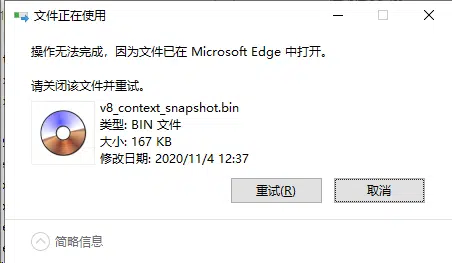 文件正在使用
操作无法完成，因为文件已在 Microsoft Edge 中打开。
请关闭该文件并重试。
v8_context_snapshot.bin
类型: BIN 文件
大小: 167 KB
修改日期: 2020/11/4 12:37
重试(R)
取消
简略信息